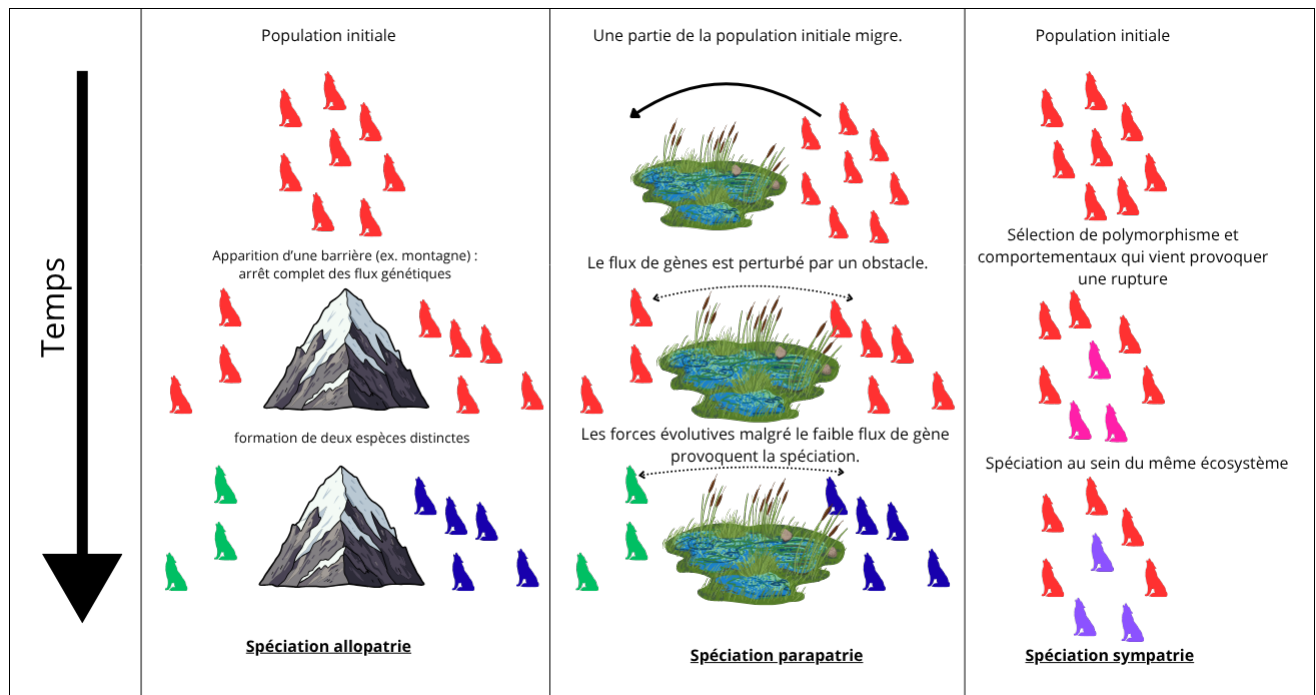 Temps
Population initiale
Apparition d’une barrière (ex. montagne) :
arrêt complet des flux génétiques
formation de deux espèces distinctes
Spéciation allopatrie
Une partie de la population initiale migre.
Le flux de gènes est perturbé par un obstacle.
Les forces évolutives malgré le faible flux de gène
provoquent la spéciation.
Spéciation parapatrie
Population initiale
Sélection de polymorphisme et
comportementaux qui vient provoquer
une rupture
Spéciation au sein du même écosystème
Spéciation sympatrie